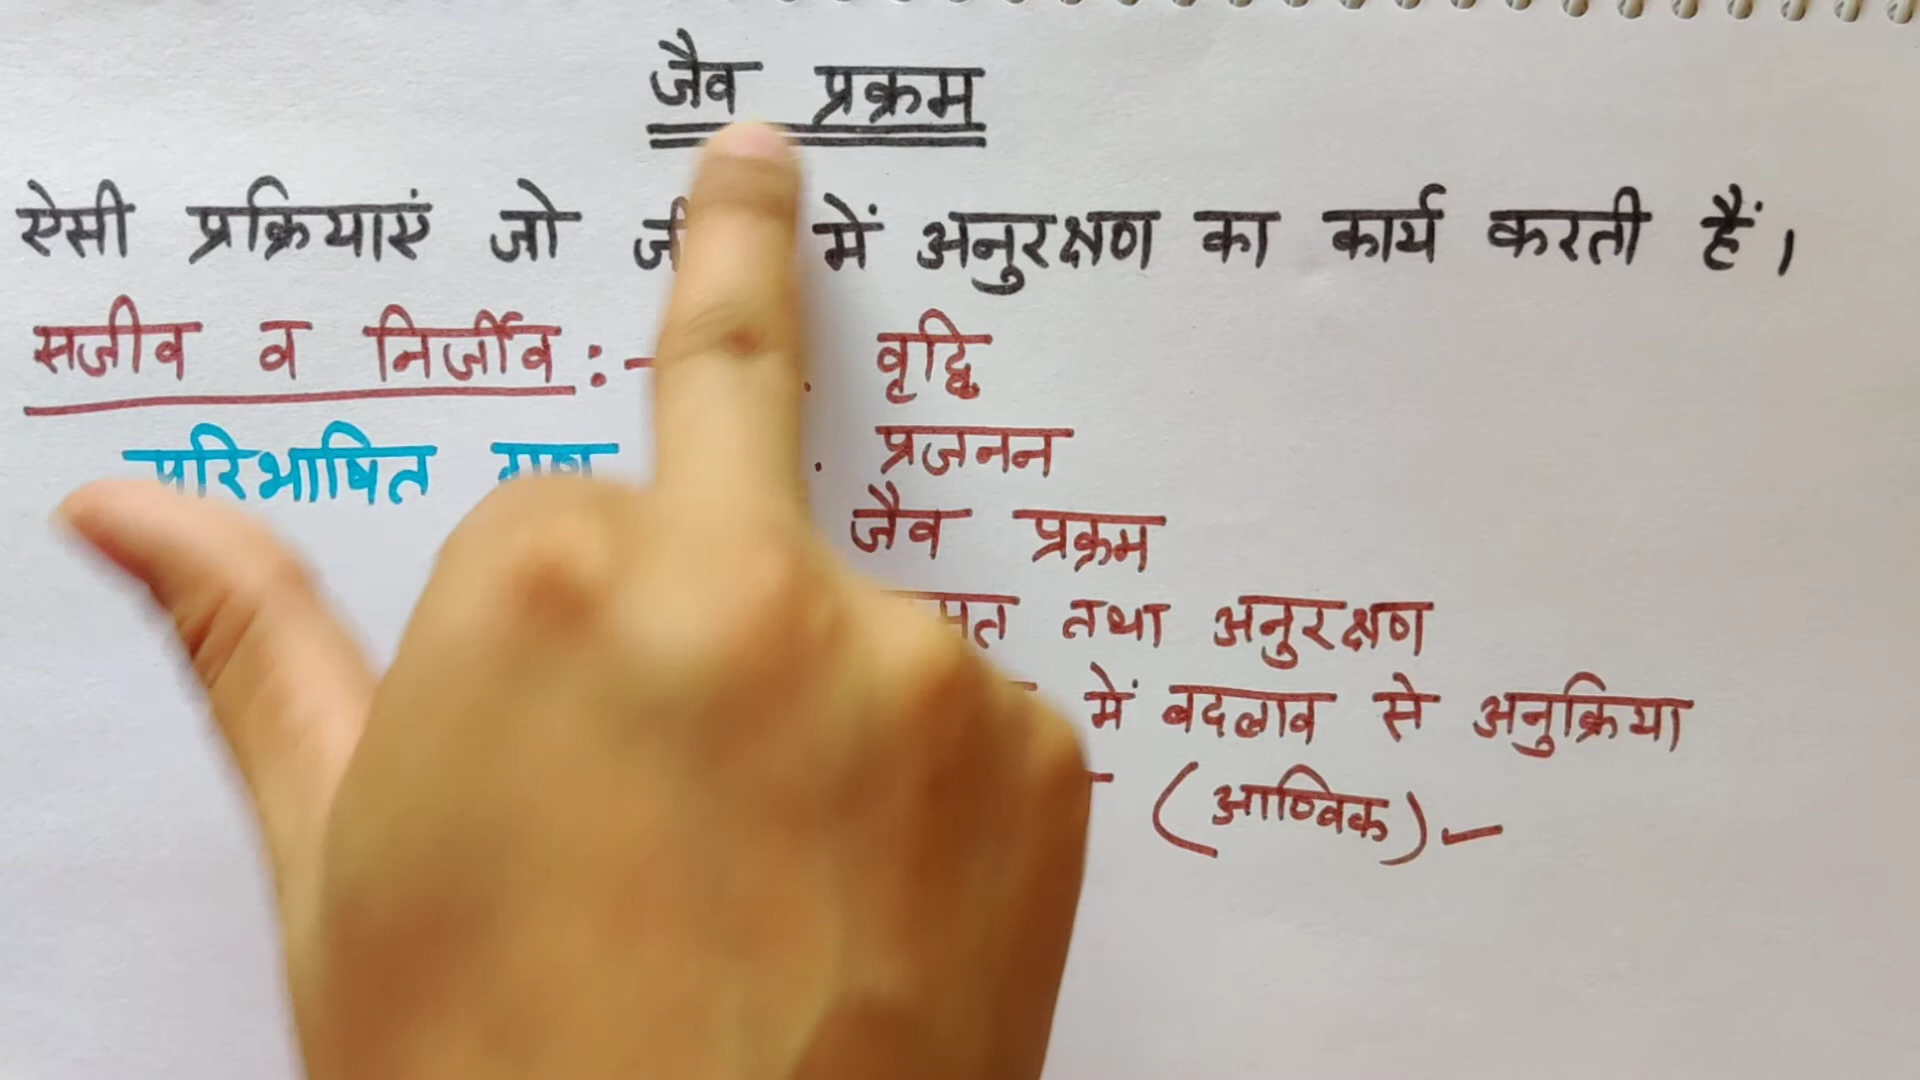 जैव प्रक्रम
ऐसी प्रक्रियाएं जो में अनुरक्षण का कार्य करती हैं।
सजीव व निर्जीव :- वृद्धि
परिभाषित
प्रजनन
जैव प्रक्रम
तथा अनुरक्षण
में बदलाव से अनुक्रिया
(आण्विक) -